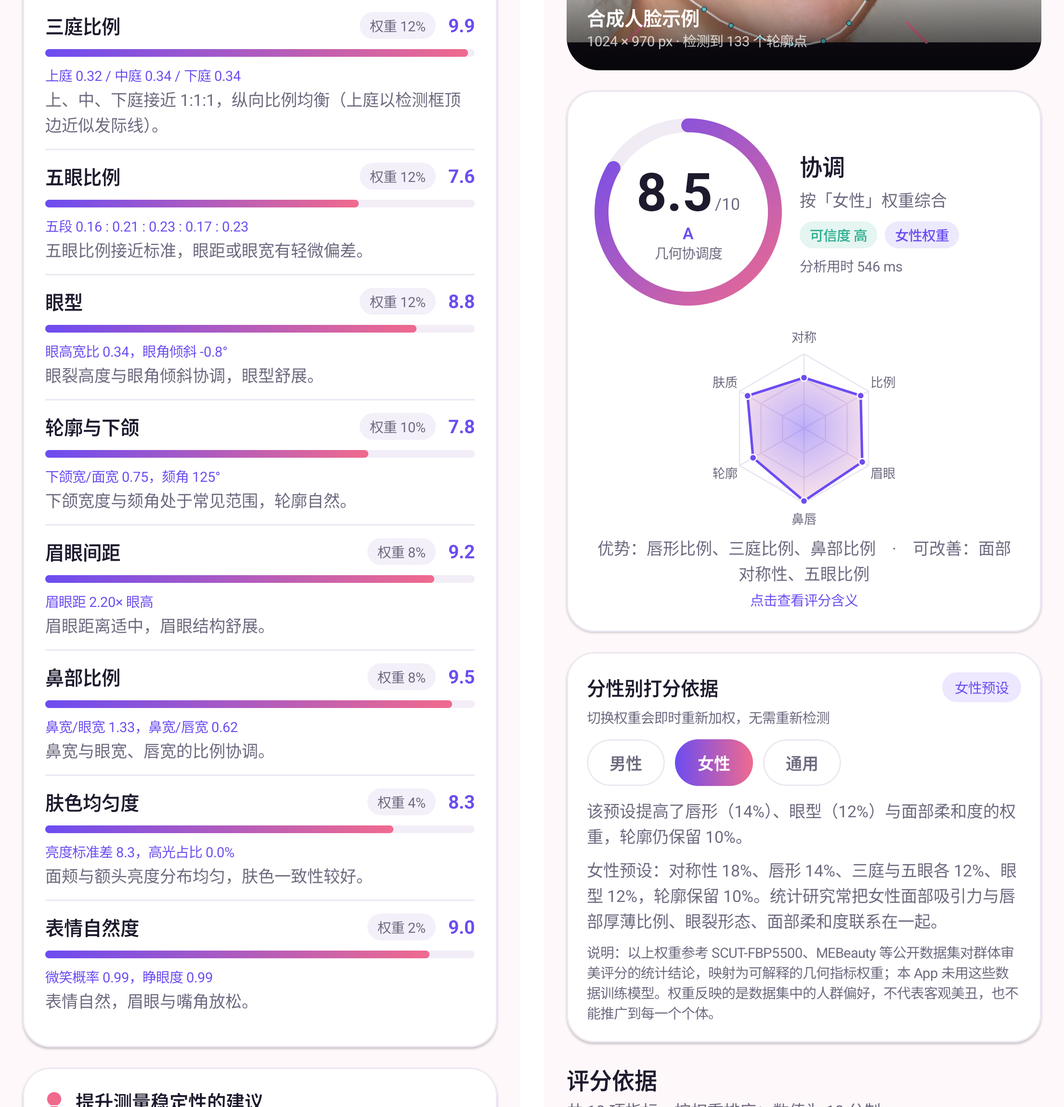 三庭比例
权重 12%
9.9
上庭 0.32 / 中庭 0.34 / 下庭 0.34
上、中、下庭接近 1:1:1，纵向比例均衡（上庭以检测框顶
边近似发际线）。
五眼比例
权重 12%
7.6
五段 0.16 : 0.21 : 0.23 : 0.17 : 0.23
五眼比例接近标准，眼距或眼宽有轻微偏差。
眼型
权重 12%
8.8
眼高宽比 0.34，眼角倾斜 -0.8°
眼裂高度与眼角倾斜协调，眼型舒展。
轮廓与下颌
权重 10%
7.8
下颌宽/面宽 0.75，颏角 125°
下颌宽度与颏角处于常见范围，轮廓自然。
眉眼间距
权重 8%
9.2
眉眼距 2.20× 眼高
眉眼距离适中，眉眼结构舒展。
鼻部比例
权重 8%
9.5
鼻宽/眼宽 1.33，鼻宽/唇宽 0.62
鼻宽与眼宽、唇宽的比例协调。
肤色均匀度
权重 4%
8.3
亮度标准差 8.3，高光占比 0.0%
面颊与额头亮度分布均匀，肤色一致性较好。
表情自然度
权重 2%
9.0
微笑概率 0.99，睁眼度 0.99
表情自然，眉眼与嘴角放松。
提升测量稳定性的建议
合成人脸示例
1024 × 970 px · 检测到 133 个轮廓点
8.5/10
A
几何协调度
协调
按「女性」权重综合
可信度 高
女性权重
分析用时 546 ms
对称
肤质
比例
轮廓
眉眼
鼻唇
优势：唇形比例、三庭比例、鼻部比例 · 可改善：面部
对称性、五眼比例
点击查看评分含义
分性别打分依据
女性预设
切换权重会即时重新加权，无需重新检测
男性
女性
通用
该预设提高了唇形（14%）、眼型（12%）与面部柔和度的权
重，轮廓仍保留 10%。
女性预设：对称性 18%、唇形 14%、三庭与五眼各 12%、眼
型 12%，轮廓保留 10%。统计研究常把女性面部吸引力与唇
部厚薄比例、眼裂形态、面部柔和度联系在一起。
说明：以上权重参考 SCUT-FBP5500、MEBeauty 等公开数据集对群体审
美评分的统计结论，映射为可解释的几何指标权重；本 App 未用这些数
据训练模型。权重反映的是数据集中的人群偏好，不代表客观美丑，也不
能推广到每一个个体。
评分依据